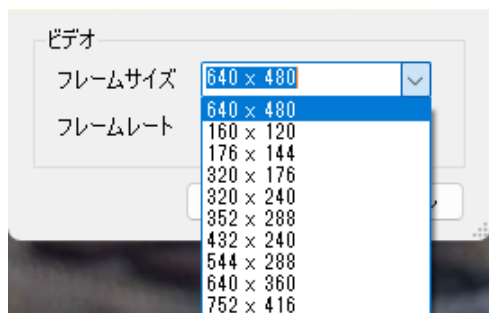 ビデオ
フレームサイズ 640 x 480
640 x 480
フレームレート
160 x 120
176 x 144
320 x 176
320 x 240
352 x 288
432 x 240
544 x 288
640 x 360
752 x 416